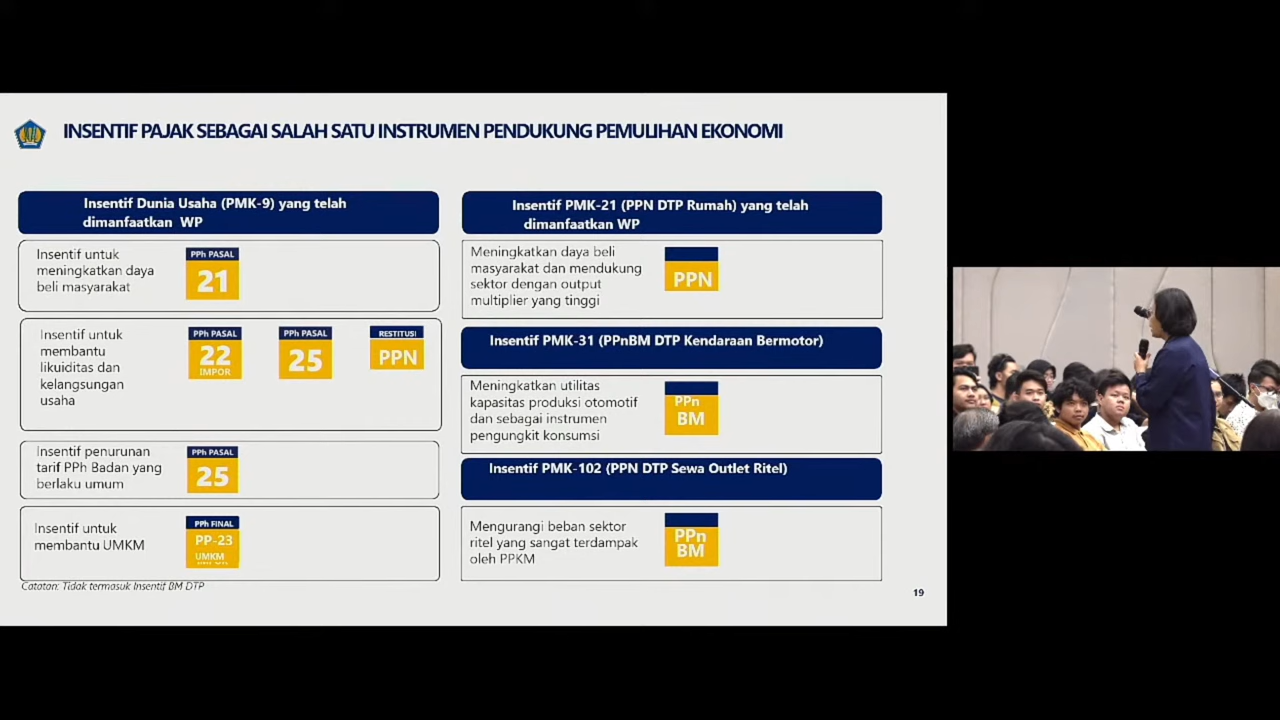 INSENTIF PAJAK SEBAGAI SALAH SATU INSTRUMEN PENDUKUNG PEMULIHAN EKONOMI
Insentif Dunia Usaha (PMK-9) yang telah
dimanfaatkan WP
Insentif untuk
meningkatkan daya
beli masyarakat
PPh PASAL
21
Insentif untuk
membantu
likuiditas dan
kelangsungan
usaha
PPh PASAL
22
IMPOR
PPh PASAL
25
RESTITUSI
PPN
Insentif penurunan
tarif PPh Badan yang
berlaku umum
PPh PASAL
25
Insentif untuk
membantu UMKM
PPh FINAL
PP-23
UMKM
Catatan: Tidak termasuk Insentif BM DTP
Insentif PMK-21 (PPN DTP Rumah) yang telah
dimanfaatkan WP
Meningkatkan daya beli
masyarakat dan mendukung
sektor dengan output
multiplier yang tinggi
PPN
Insentif PMK-31 (PPnBM DTP Kendaraan Bermotor)
Meningkatkan utilitas
kapasitas produksi otomotif
dan sebagai instrumen
pengungkit konsumsi
PPn
BM
Insentif PMK-102 (PPN DTP Sewa Outlet Ritel)
Mengurangi beban sektor
ritel yang sangat terdampak
oleh PPKM
PPn
BM
19